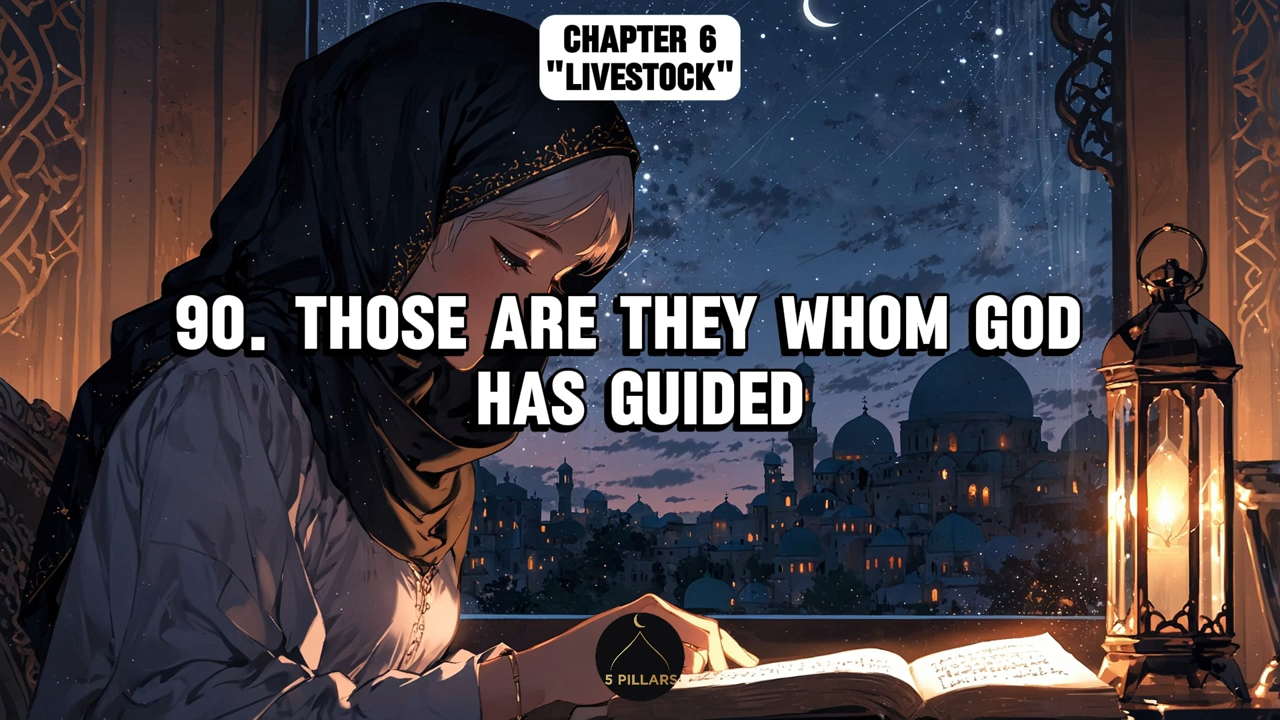 CHAPTER 6
"LIVESTOCK"
90. THOSE ARE THEY WHOM GOD
HAS GUIDED
5 PILLARS